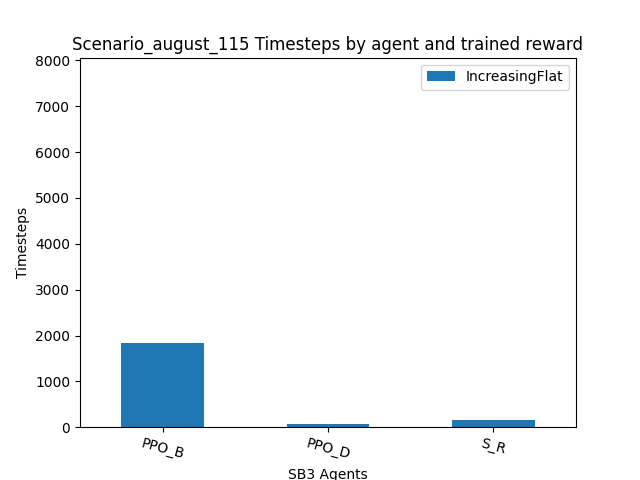 Scenario_august_115 Timesteps by agent and trained reward
IncreasingFlat
8000
7000
6000
5000
4000
3000
2000
1000
0
Timesteps
PPO_B
PPO_D
S_R
SB3 Agents